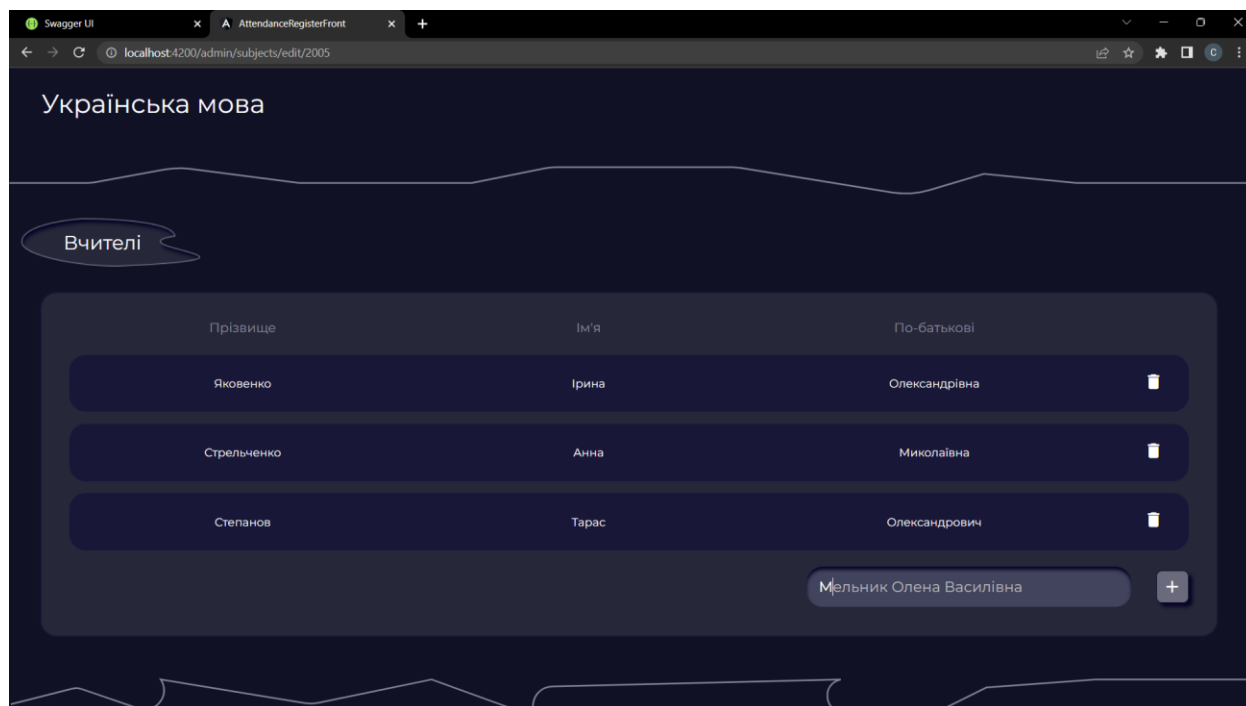 Swagger UI
AttendanceRegisterFront
localhost:4200/admin/subjects/edit/2005
C
Українська мова
Вчителі
Прізвище Ім'я По-батькові
Яковенко Ірина Олександрівна
Стрельченко Анна Миколаївна
Степанов Тарас Олександрович
Мельник Олена Василівна
+